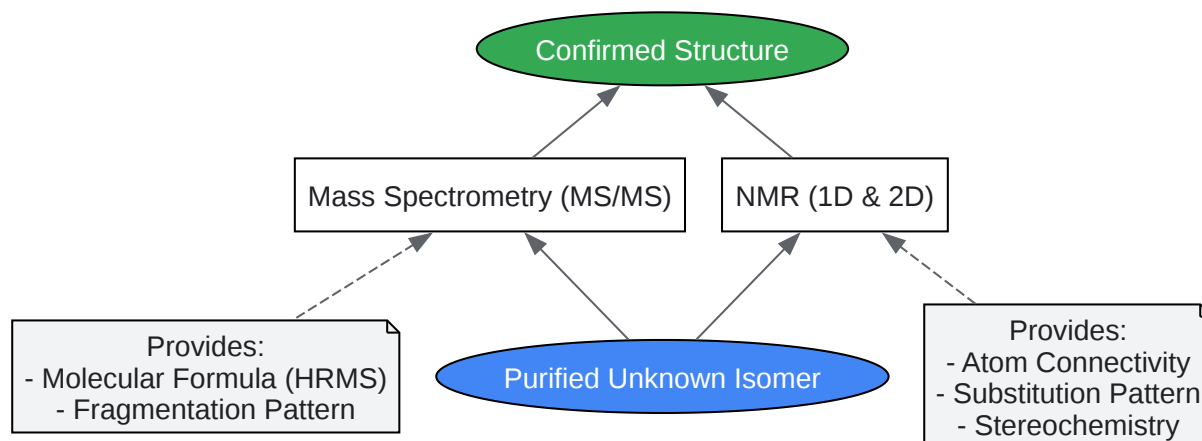 Confirmed Structure
Mass Spectrometry (MS/MS)
NMR (1D & 2D)
Provides:
- Molecular Formula (HRMS)
- Fragmentation Pattern
Purified Unknown Isomer
Provides:
- Atom Connectivity
- Substitution Pattern
- Stereochemistry